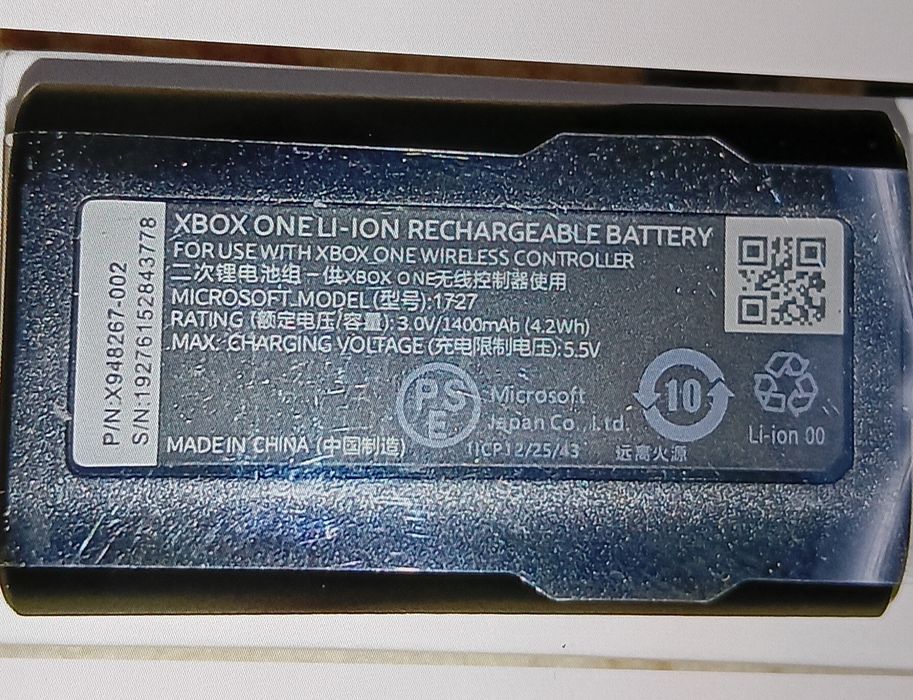 XBOX ONE LI-ION RECHARGEABLE BATTERY
FOR USE WITH XBOX ONE WIRELESS CONTROLLER
二次锂电池组－供XBOX ONE无线控制器使用
MICROSOFT MODEL (型号):1727
RATING (额定电压/容量): 3.0V/1400mAh (4.2Wh)
MAX. CHARGING VOLTAGE (充电限制电压):5.5V
PSE
Microsoft
Japan Co., Ltd.
10
Li-ion 00
MADE IN CHINA (中国制造)
1ICP12/25/43
远离火源
P/N:X948267-002
S/N:19276152843778